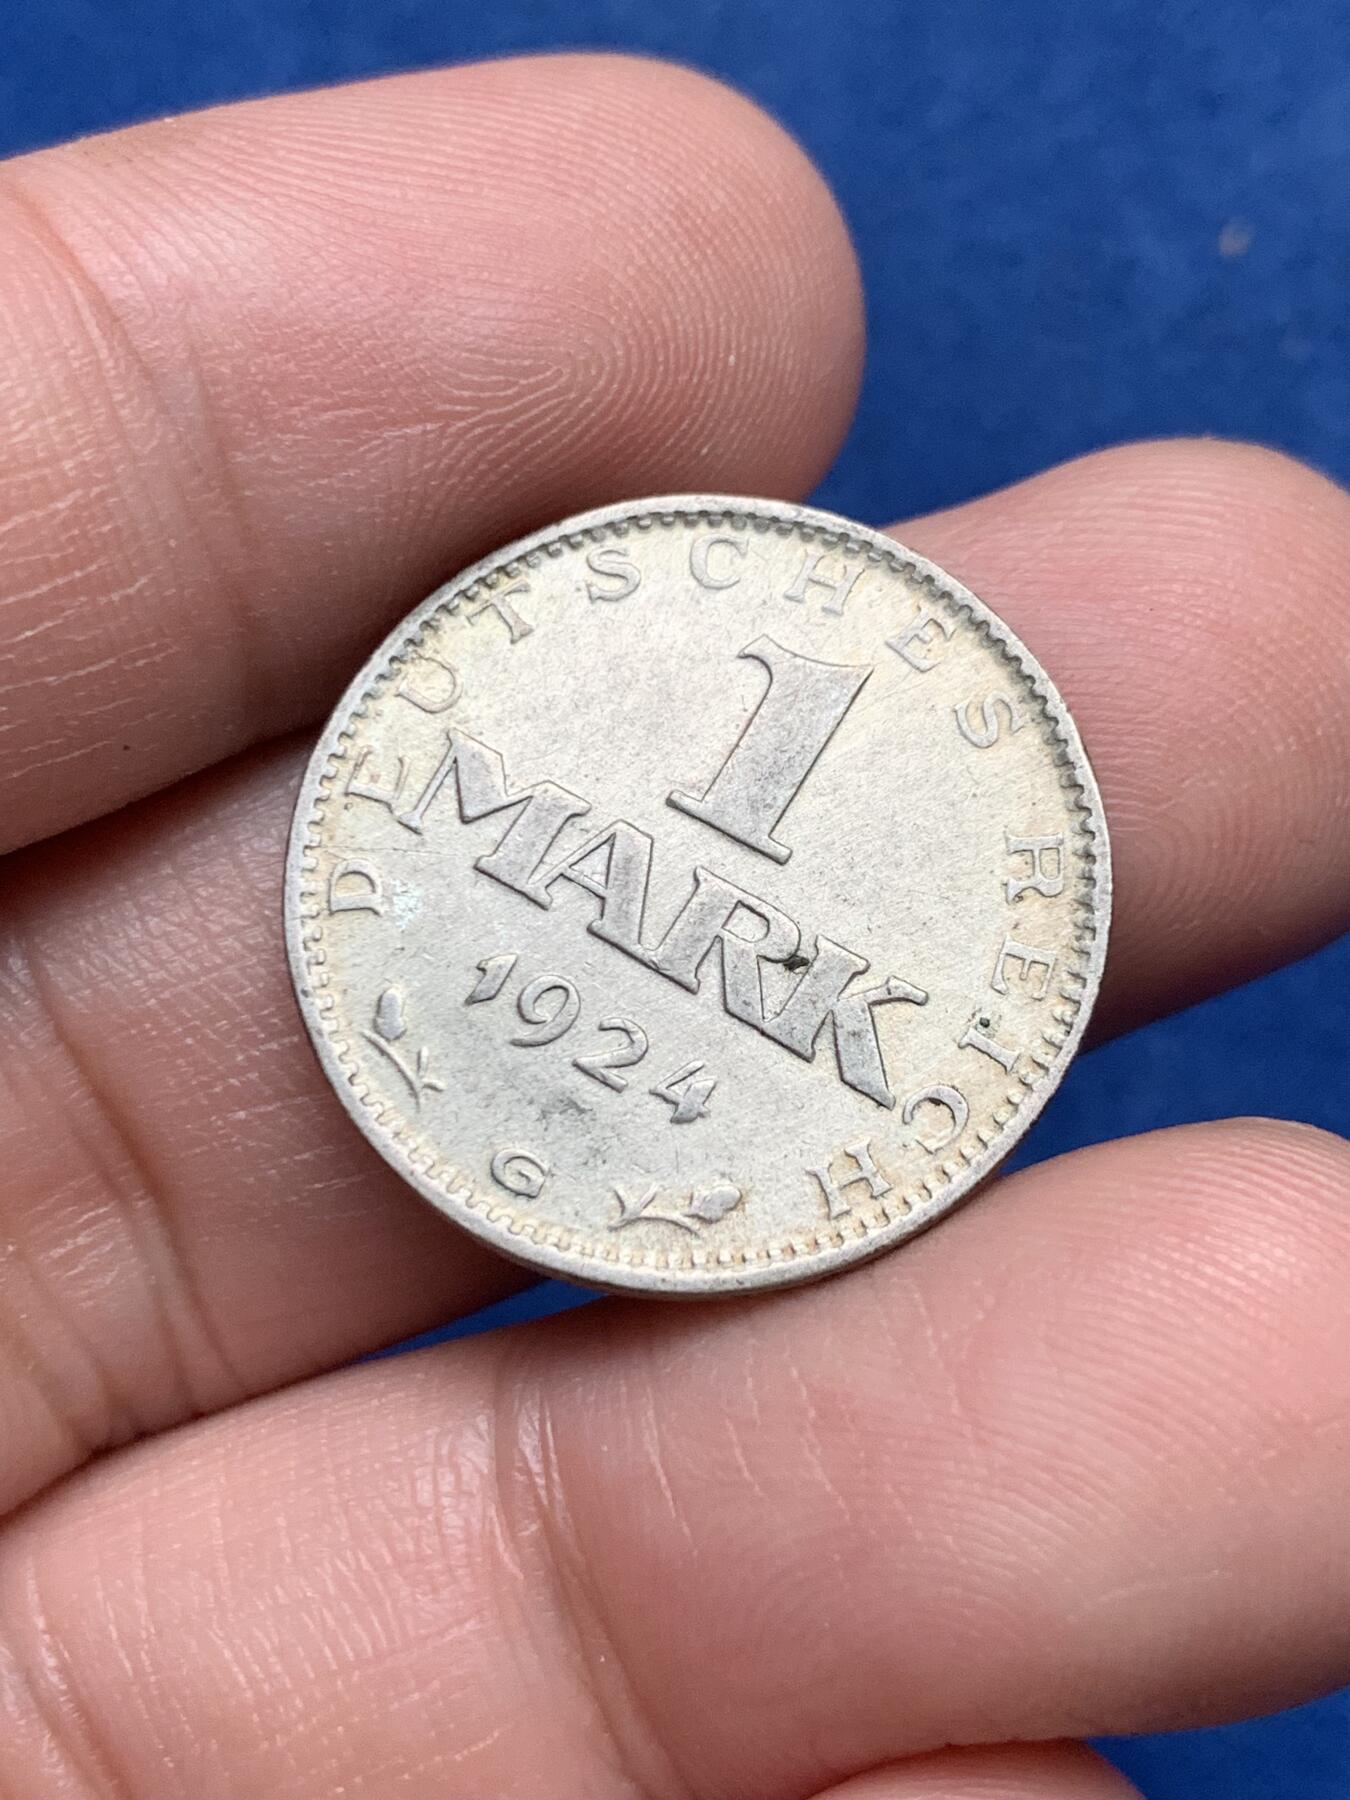 DEUTSCHES REICH
1
MARK
1924
G